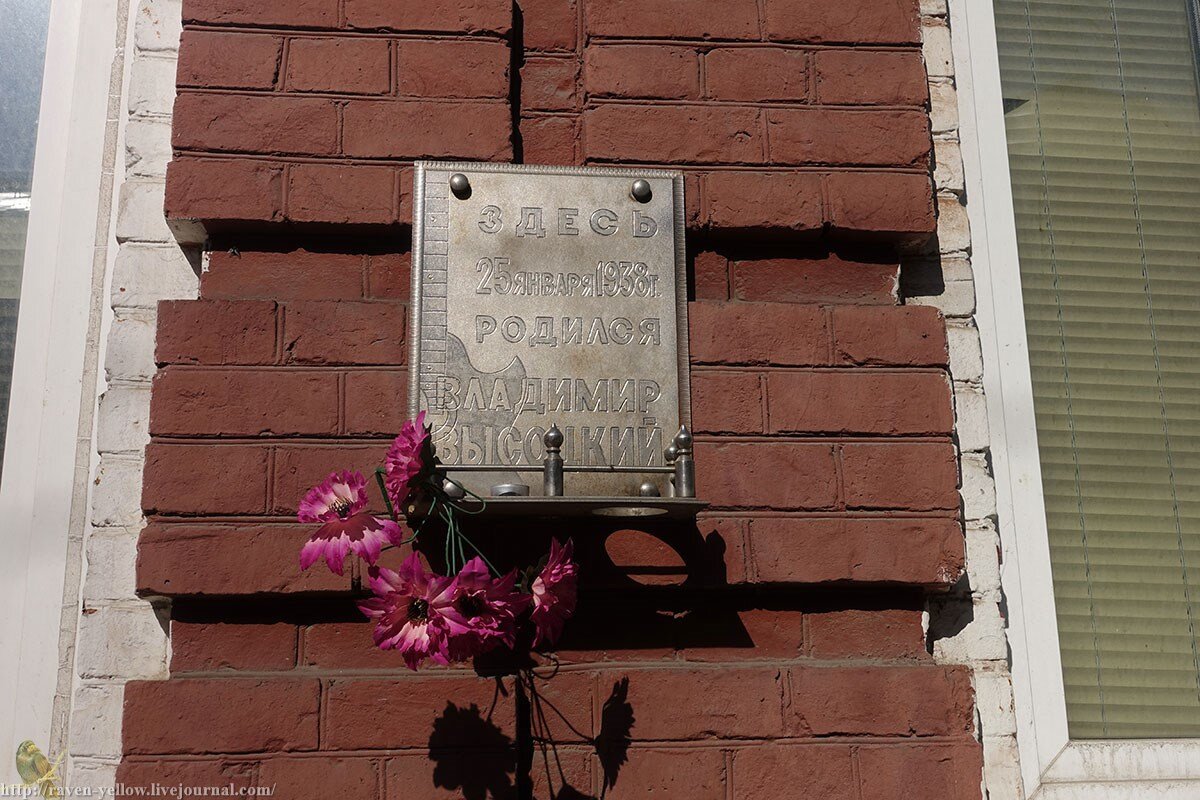 ЗДЕСЬ
25 ЯНВАРЯ 1938 Г.
РОДИЛСЯ
ВЛАДИМИР
ВЫСОЦКИЙ
http://raven-yellow.livejournal.com/